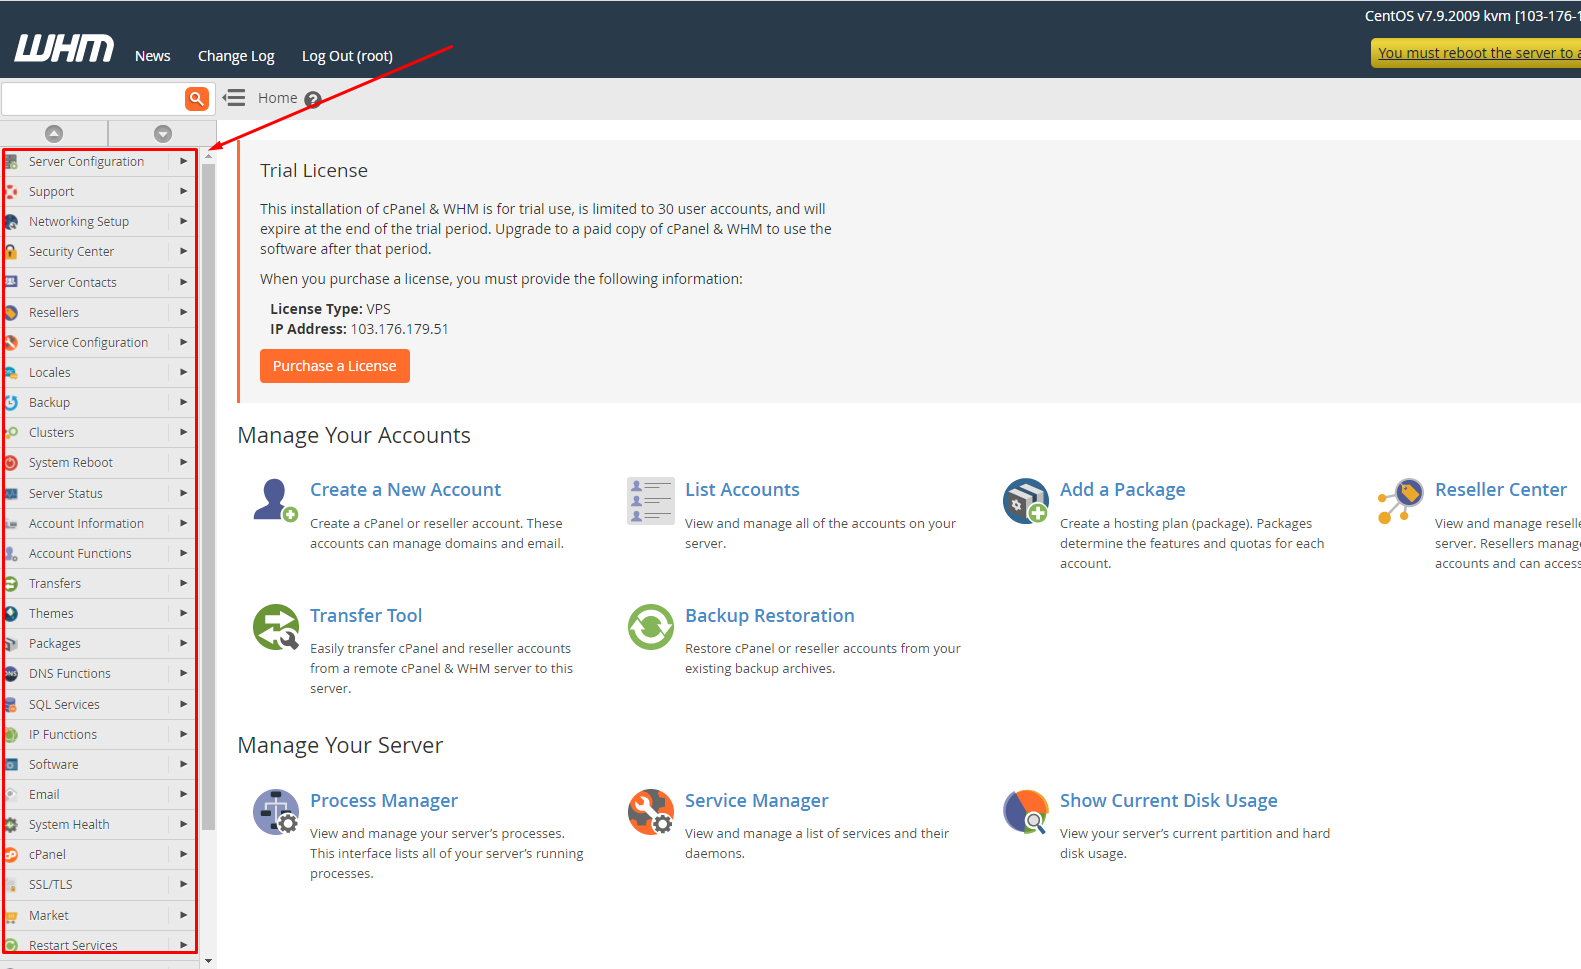 CentOS v7.9.2009 kvm [103-176-1
WHM
News
Change Log
Log Out (root)
You must reboot the server to a
Home
Server Configuration
Support
Networking Setup
Security Center
Server Contacts
Resellers
Service Configuration
Locales
Backup
Clusters
System Reboot
Server Status
Account Information
Account Functions
Transfers
Themes
Packages
DNS Functions
SQL Services
IP Functions
Software
Email
System Health
cPanel
SSL/TLS
Market
Restart Services
Trial License
This installation of cPanel & WHM is for trial use, is limited to 30 user accounts, and will
expire at the end of the trial period. Upgrade to a paid copy of cPanel & WHM to use the
software after that period.
When you purchase a license, you must provide the following information:
License Type: VPS
IP Address: 103.176.179.51
Purchase a License
Manage Your Accounts
Create a New Account
Create a cPanel or reseller account. These
accounts can manage domains and email.
List Accounts
View and manage all of the accounts on your
server.
Add a Package
Create a hosting plan (package). Packages
determine the features and quotas for each
account.
Reseller Center
View and manage reselle
server. Resellers manag
accounts and can access
Transfer Tool
Easily transfer cPanel and reseller accounts
from a remote cPanel & WHM server to this
server.
Backup Restoration
Restore cPanel or reseller accounts from your
existing backup archives.
Manage Your Server
Process Manager
View and manage your server's processes.
This interface lists all of your server's running
processes.
Service Manager
View and manage a list of services and their
daemons.
Show Current Disk Usage
View your server's current partition and hard
disk usage.